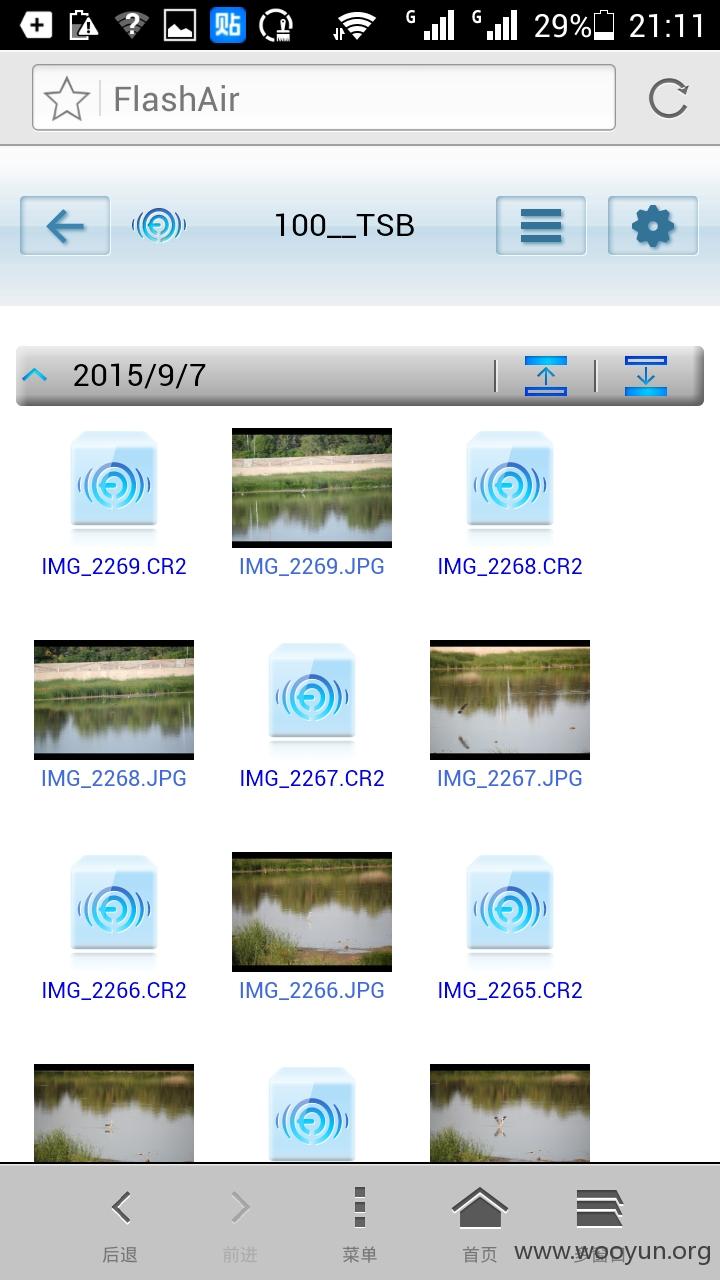 G G 29% 21:11
FlashAir
100__TSB
2015/9/7
IMG_2269.CR2 IMG_2269.JPG IMG_2268.CR2
IMG_2268.JPG IMG_2267.CR2 IMG_2267.JPG
IMG_2266.CR2 IMG_2266.JPG IMG_2265.CR2
后退 前进 菜单 首页 多窗口
www.wooyun.org